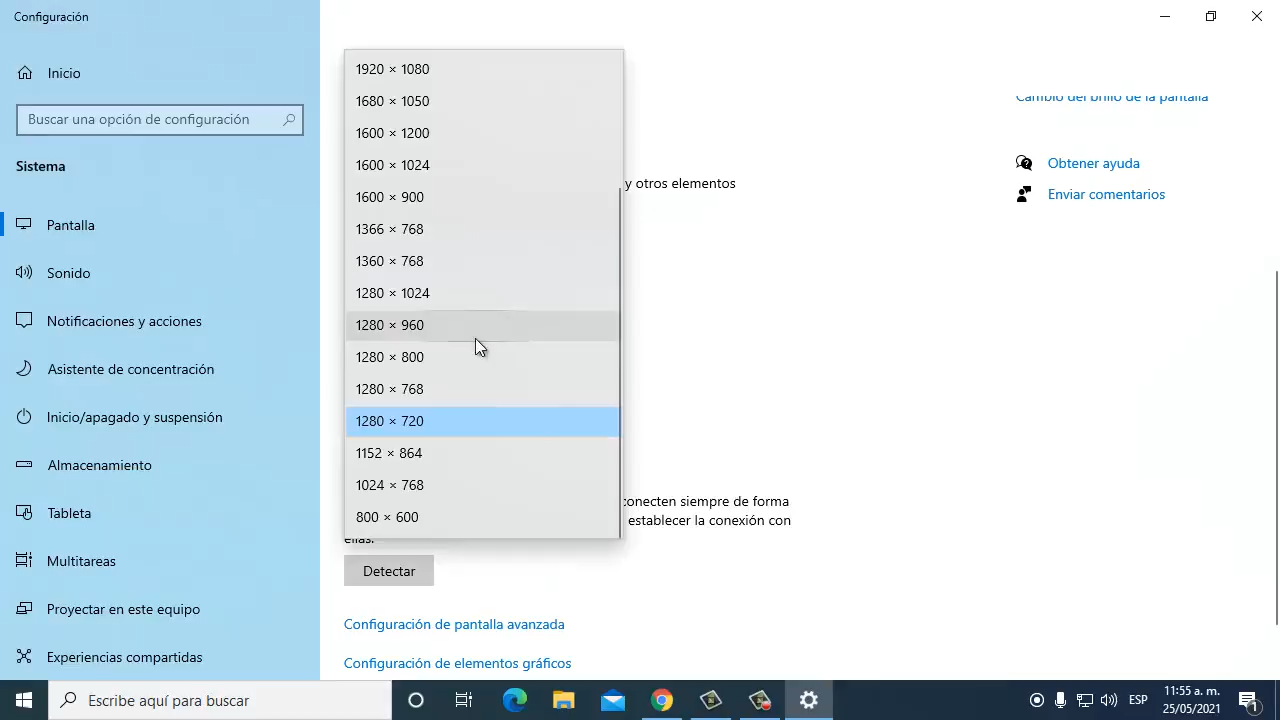 Configuración
Inicio
Buscar una opción de configuración
Sistema
Pantalla
Sonido
Notificaciones y acciones
Asistente de concentración
Inicio/apagado y suspensión
Almacenamiento
Tableta
Multitareas
Proyectar en este equipo
Experiencias compartidas
1920 × 1080
1680 × 1050
1600 × 1200
1600 × 1024
1600 × 900
1366 × 768
1360 × 768
1280 × 1024
1280 × 960
1280 × 800
1280 × 768
1280 × 720
1152 × 864
1024 × 768
800 × 600
y otros elementos
conecten siempre de forma
establecer la conexión con
ellas.
Detectar
Configuración de pantalla avanzada
Configuración de elementos gráficos
Cambio del brillo de la pantalla
Obtener ayuda
Enviar comentarios
Escribe aquí para buscar
ESP
11:55 a. m.
25/05/2021
1